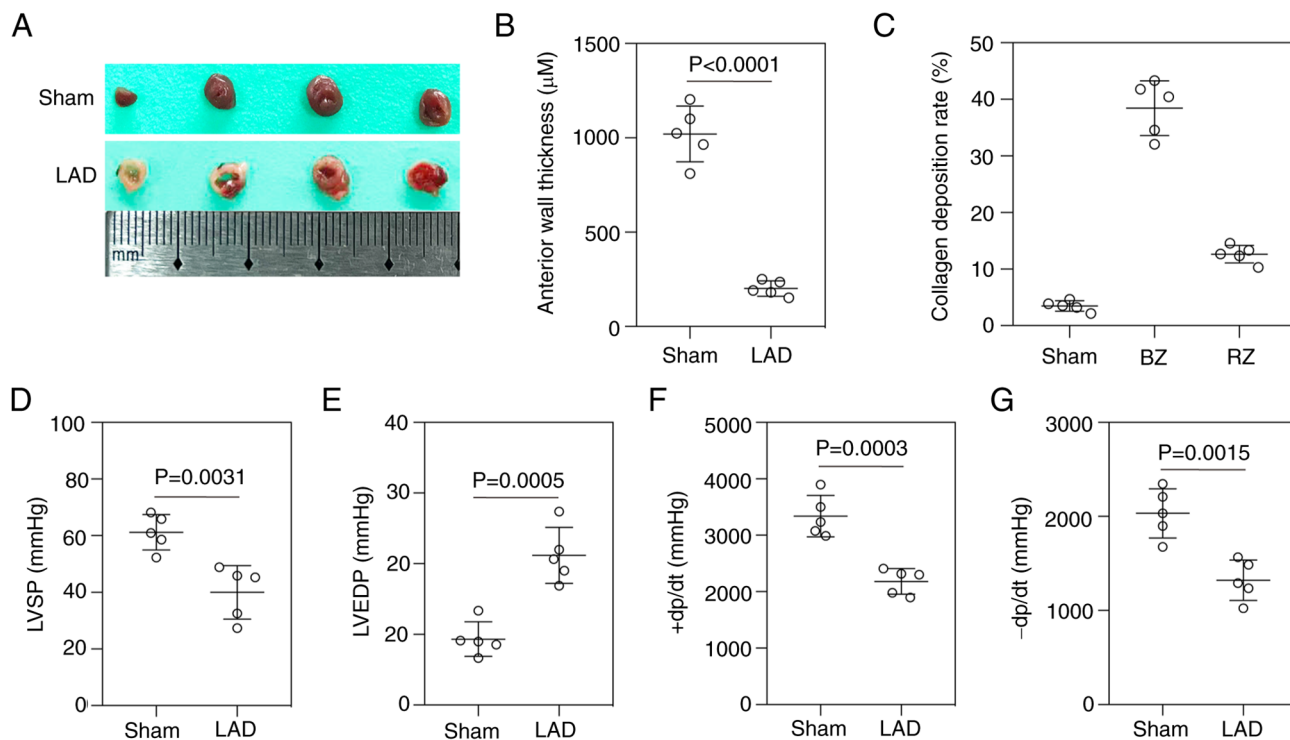 A
Sham
LAD
mm
B
Anterior wall thickness (μM)
1500
1000
500
0
P<0.0001
Sham LAD
C
Collagen deposition rate (%)
50
40
30
20
10
0
Sham BZ RZ
D
LVSP (mmHg)
100
80
60
40
20
0
P=0.0031
Sham LAD
E
LVEDP (mmHg)
40
30
20
20
0
P=0.0005
Sham LAD
F
+dp/dt (mmHg)
5000
4000
3000
2000
1000
0
P=0.0003
Sham LAD
G
−dp/dt (mmHg)
3000
2000
1000
0
P=0.0015
Sham LAD